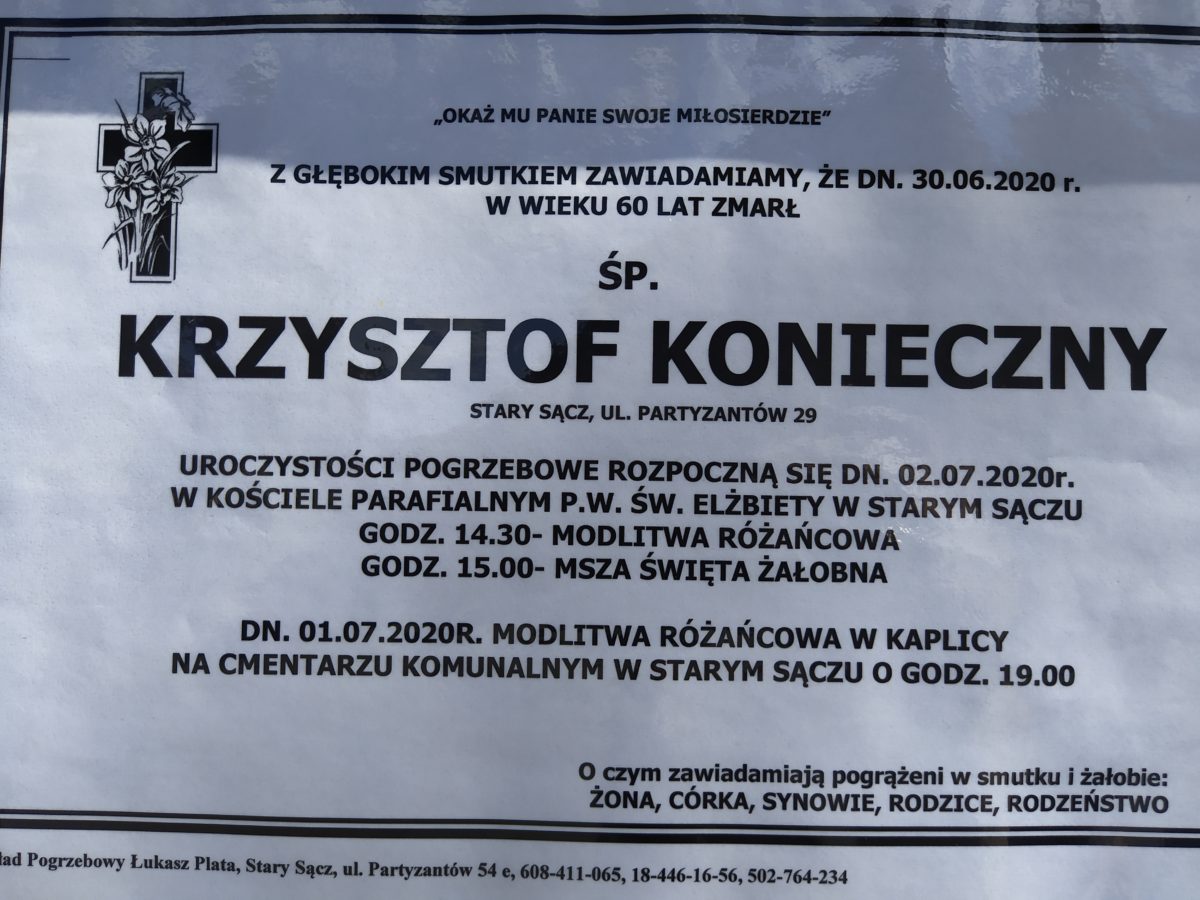 „OKAŻ MU PANIE SWOJE MIŁOSIERDZIE”
Z GŁĘBOKIM SMUTKIEM ZAWIADAMIAMY, ŻE DN. 30.06.2020 r.
W WIEKU 60 LAT ZMARŁ
ŚP.
KRZYSZTOF KONIECZNY
STARY SĄCZ, UL. PARTYZANTÓW 29
UROCZYSTOŚCI POGRZEBOWE ROZPOCZNĄ SIĘ DN. 02.07.2020r.
W KOŚCIELE PARAFIALNYM P.W. ŚW. ELŻBIETY W STARYM SĄCZU
GODZ. 14.30- MODLITWA RÓŻAŃCOWA
GODZ. 15.00- MSZA ŚWIĘTA ŻAŁOBNA
DN. 01.07.2020R. MODLITWA RÓŻAŃCOWA W KAPLICY
NA CMENTARZU KOMUNALNYM W STARYM SĄCZU O GODZ. 19.00
O czym zawiadamiają pogrążeni w smutku i żałobie:
ŻONA, CÓRKA, SYNOWIE, RODZICE, RODZEŃSTWO
Pogrzebowy Łukasz Plata, Stary Sącz, ul. Partyzantów 54 e, 608-411-065, 18-446-16-56, 502-764-234